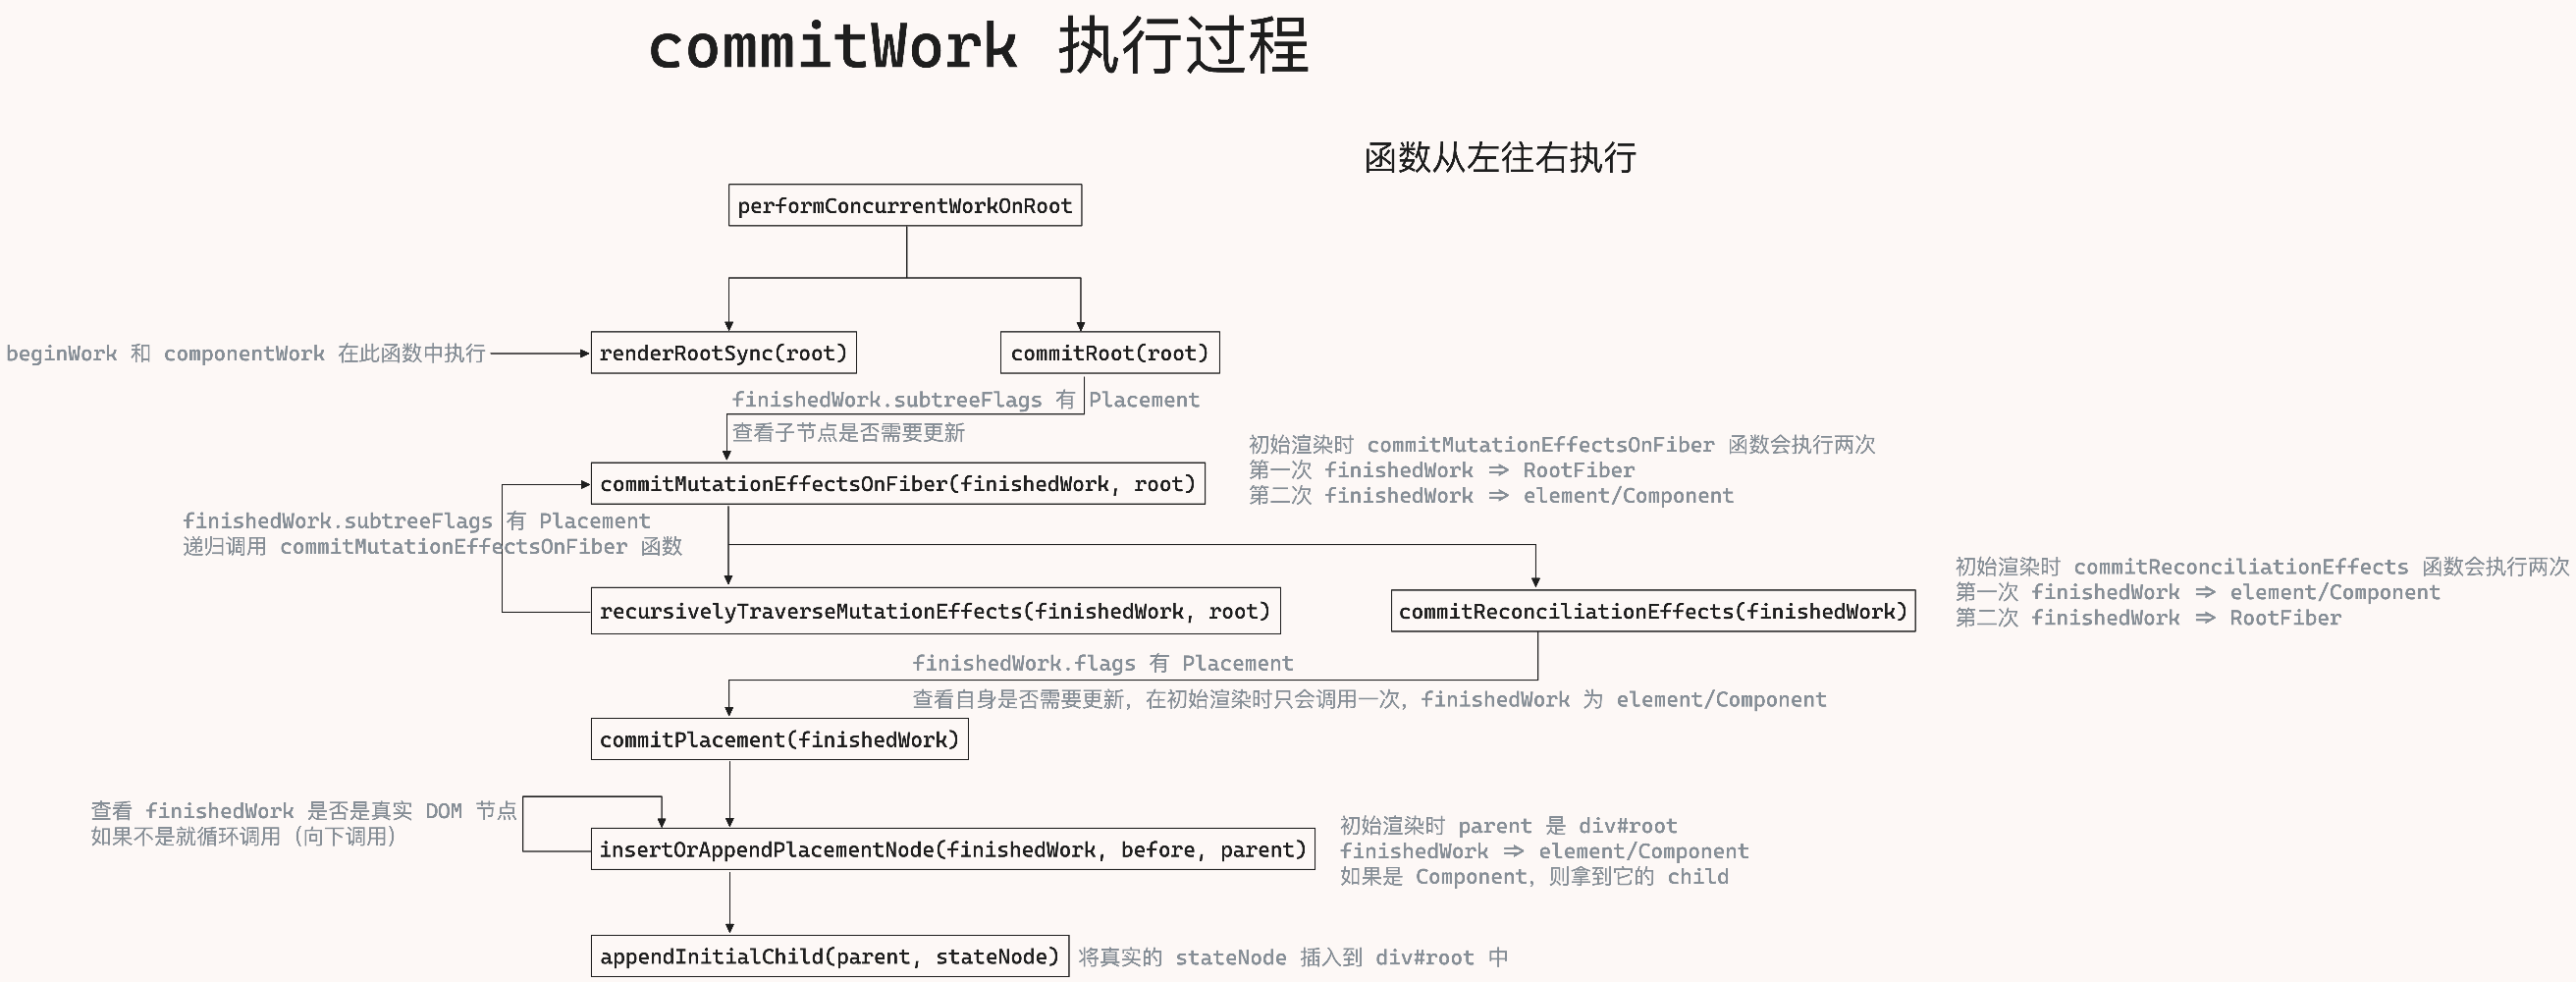 commitWork 执行过程
函数从左往右执行
performConcurrentWorkOnRoot
beginWork 和 componentWork 在此函数中执行
renderRootSync(root)
commitRoot(root)
finishedWork.subtreeFlags 有 Placement
查看子节点是否需要更新
commitMutationEffectsOnFiber(finishedWork, root)
初始渲染时 commitMutationEffectsOnFiber 函数会执行两次
第一次 finishedWork => RootFiber
第二次 finishedWork => element/Component
finishedWork.subtreeFlags 有 Placement
递归调用 commitMutationEffectsOnFiber 函数
recursivelyTraverseMutationEffects(finishedWork, root)
commitReconciliationEffects(finishedWork)
初始渲染时 commitReconciliationEffects 函数会执行两次
第一次 finishedWork => element/Component
第二次 finishedWork => RootFiber
finishedWork.flags 有 Placement
查看自身是否需要更新，在初始渲染时只会调用一次，finishedWork 为 element/Component
commitPlacement(finishedWork)
查看 finishedWork 是否是真实 DOM 节点
如果不是就循环调用（向下调用）
insertOrAppendPlacementNode(finishedWork, before, parent)
初始渲染时 parent 是 div#root
finishedWork => element/Component
如果是 Component，则拿到它的 child
appendInitialChild(parent, stateNode)
将真实的 stateNode 插入到 div#root 中